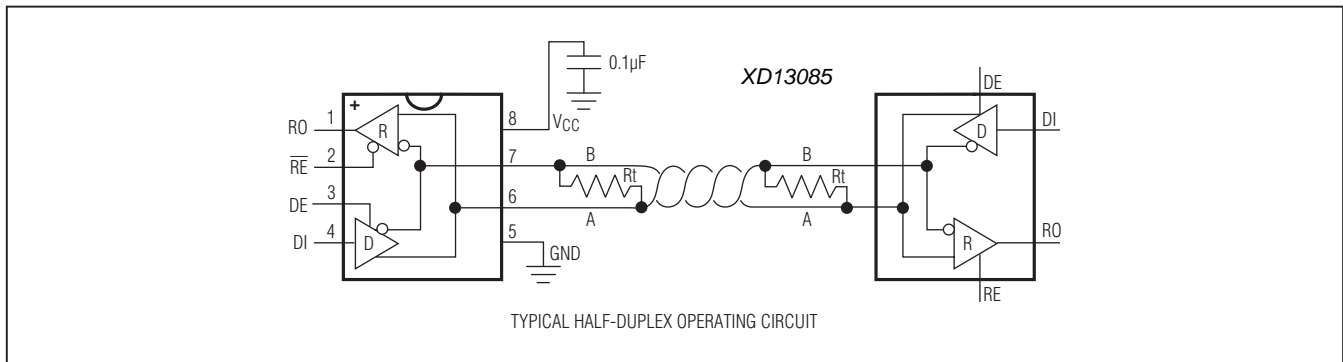 0.1µF
XD13085
DE
+
1
RO
R
8
VCC
D
DI
RE
2
7
B
B
Rt
Rt
DE
3
6
A
A
DI
4
D
5
GND
R
RO
RE
TYPICAL HALF-DUPLEX OPERATING CIRCUIT